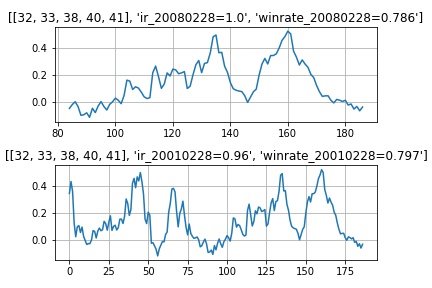 [[32, 33, 38, 40, 41], 'ir_20080228=1.0', 'winrate_20080228=0.786']
0.4
0.2
0.0
80 100 120 140 160 180
[[32, 33, 38, 40, 41], 'ir_20010228=0.96', 'winrate_20010228=0.797']
0.4
0.2
0.0
0 25 50 75 100 125 150 175